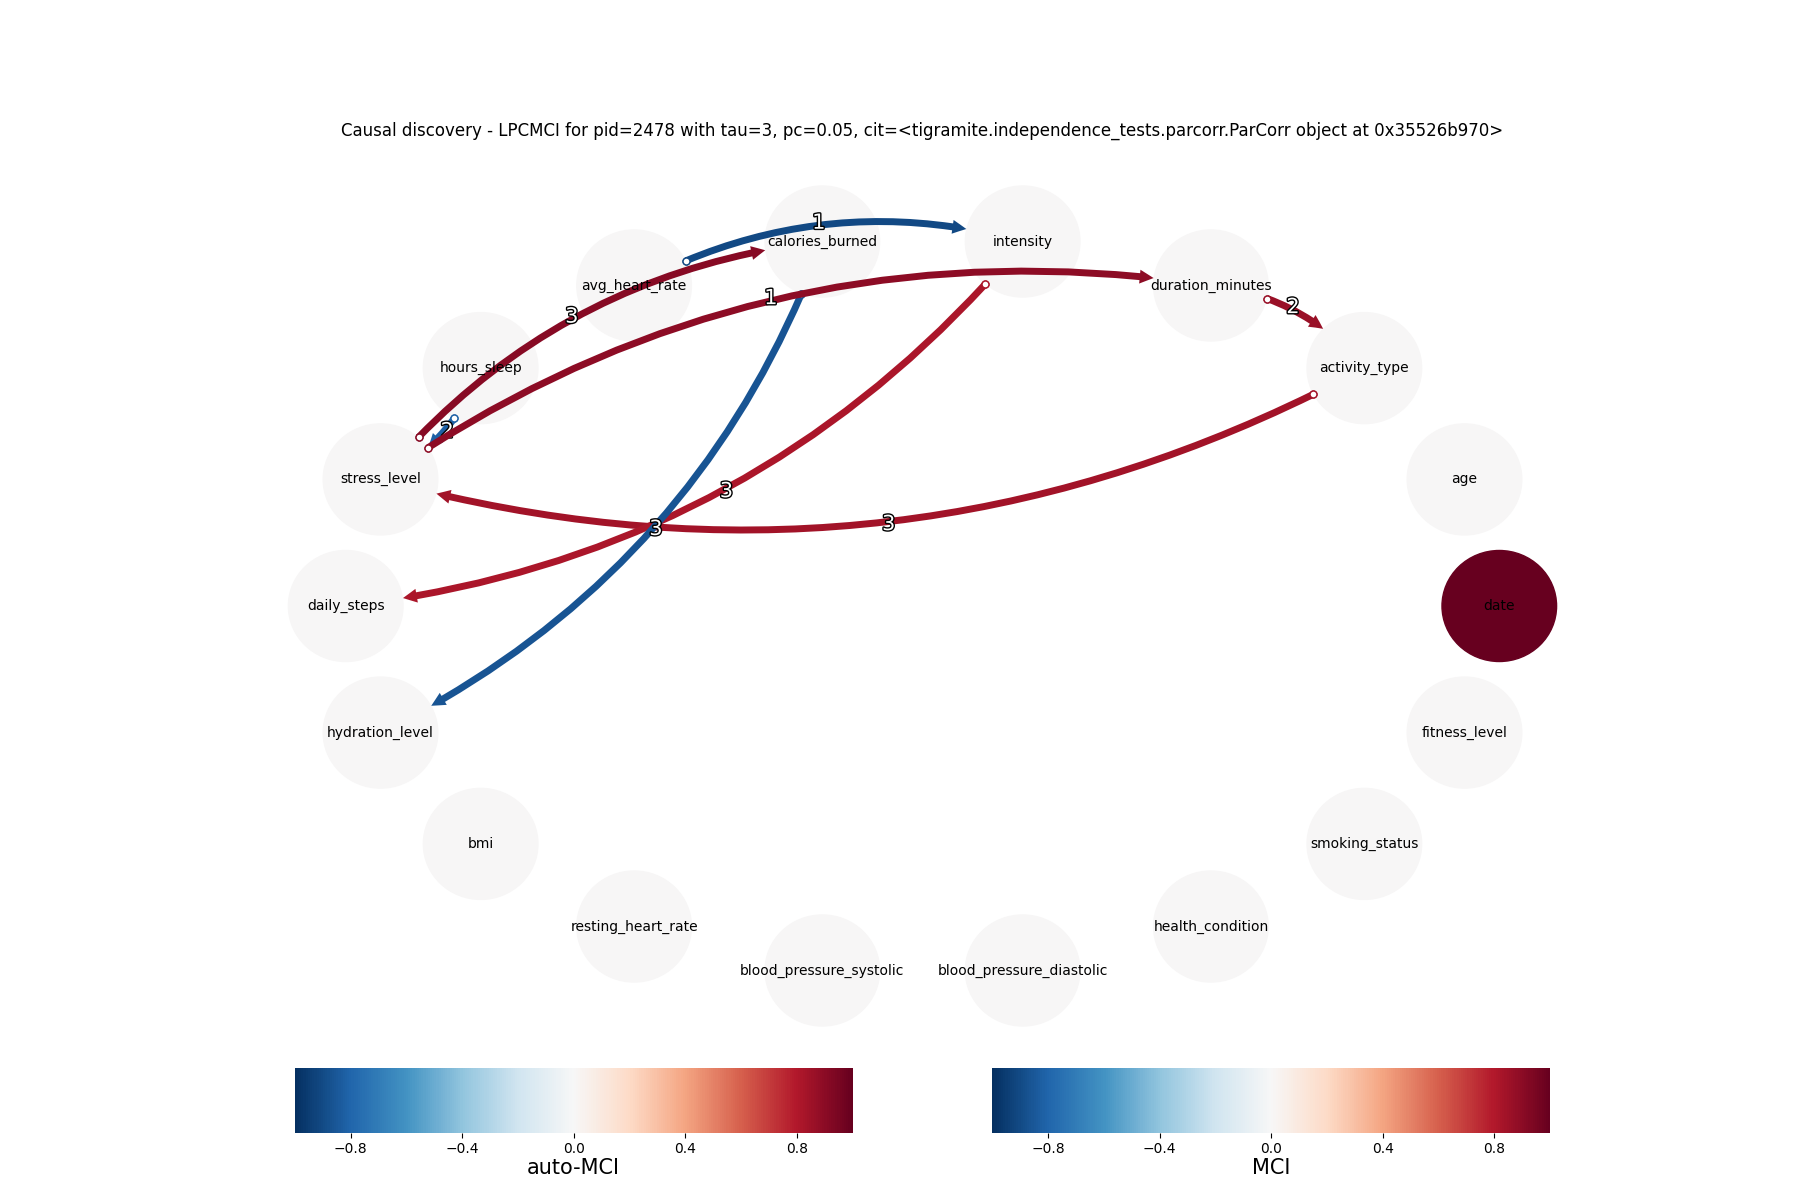 Causal discovery - LPCMCI for pid=2478 with tau=3, pc=0.05, cit=<tigramite.independence_tests.parcorr.ParCorr object at 0x35526b970>
1
calories_burned
intensity
avg_heart_rate
duration_minutes
1
2
3
hours_sleep
activity_type
2
stress_level
age
3
3
3
daily_steps
date
hydration_level
fitness_level
bmi
smoking_status
resting_heart_rate
health_condition
blood_pressure_systolic
blood_pressure_diastolic
−0.8 −0.4 0.0 0.4 0.8
auto-MCI
−0.8 −0.4 0.0 0.4 0.8
MCI